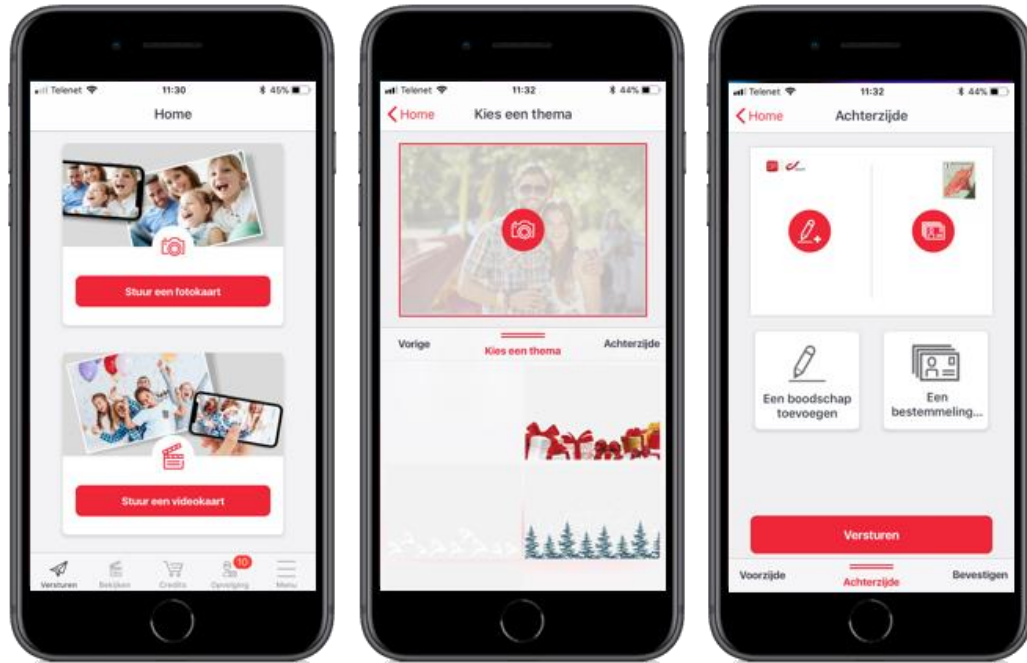 Telenet
11:30
45%
Home
Stuur een fotokaart
Stuur een videokaart
Versturen
Bekijken
Credits
Opvolging
10
Menu
Telenet
11:32
44%
Home
Kies een thema
Vorige
Kies een thema
Achterzijde
Telenet
11:32
44%
Home
Achterzijde
Een boodschap
toevoegen
Een
bestemmeling...
Versturen
Voorzijde
Achterzijde
Bevestigen